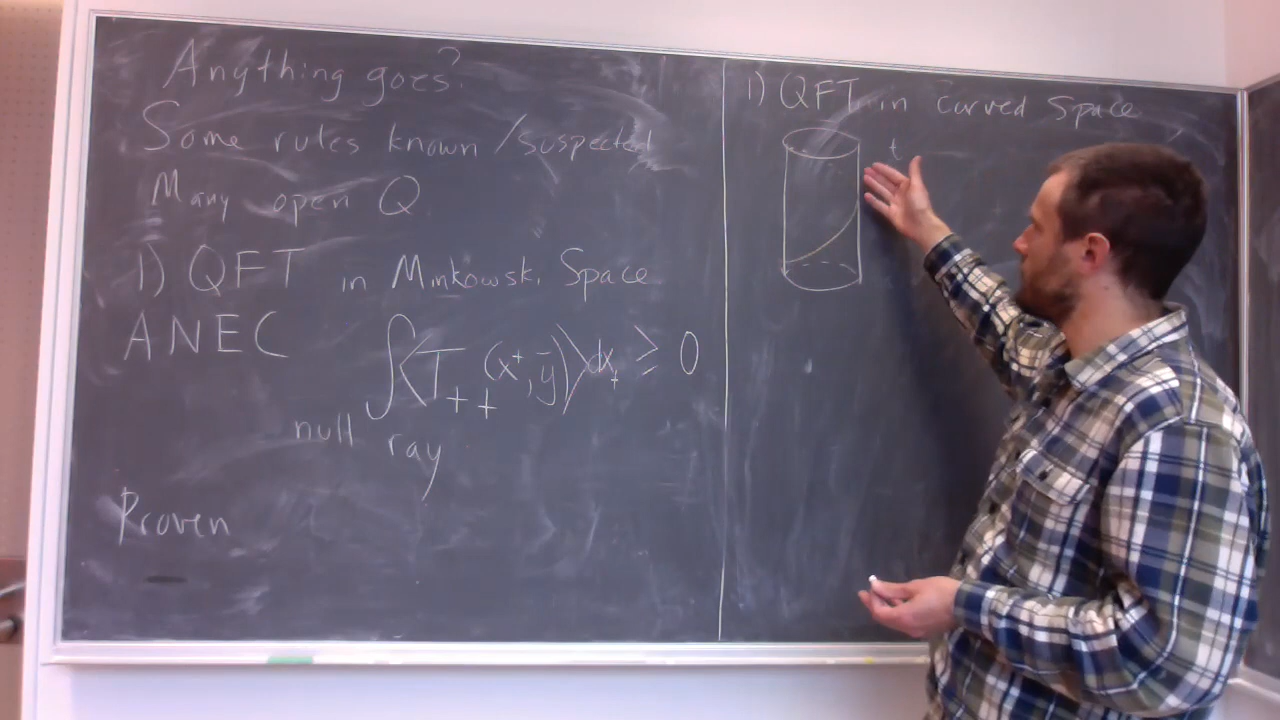 Anything goes?
Some rules known/suspected
Many open Q
1) QFT in Minkowski Space
ANEC ∫⟨T₊₊(x⁺, ȳ)⟩dx₊ ≥ 0
null ray
Proven
1) QFT in Curved Space
t